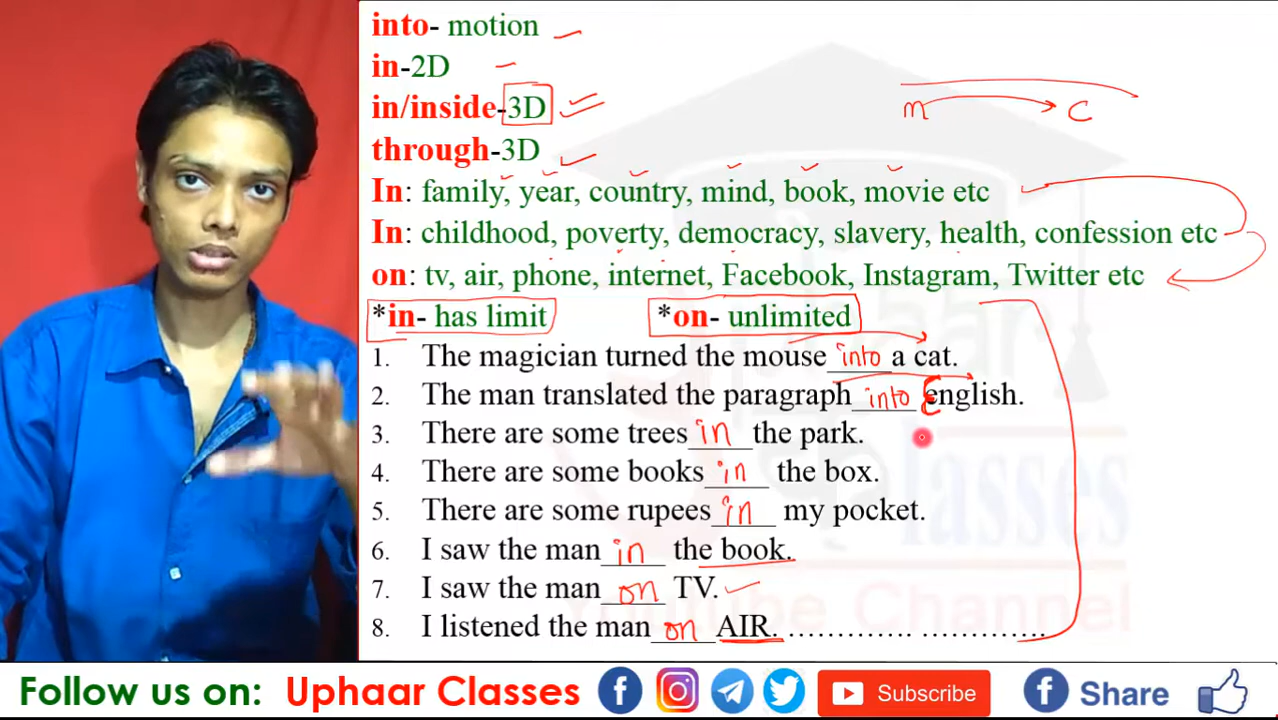 into- motion
in-2D
in/inside-3D
m c
through-3D
In: family, year, country, mind, book, movie etc
In: childhood, poverty, democracy, slavery, health, confession etc
on: tv, air, phone, internet, Facebook, Instagram, Twitter etc
*in- has limit *on- unlimited
1. The magician turned the mouse into a cat.
2. The man translated the paragraph into English.
3. There are some trees in the park.
4. There are some books in the box.
5. There are some rupees in my pocket.
6. I saw the man in the book.
7. I saw the man on TV.
8. I listened the man on AIR. …………. ………….
Follow us on: Uphaar Classes Subscribe Share